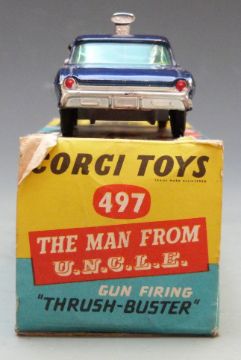 CORGI TOYS
497
THE MAN FROM
U.N.C.L.E.
GUN FIRING
"THRUSH-BUSTER"